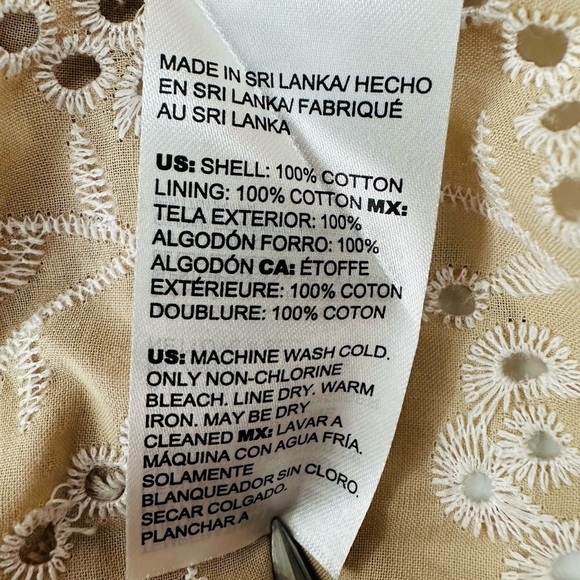 MADE IN SRI LANKA/ HECHO
EN SRI LANKA/ FABRIQUÉ
AU SRI LANKA
US: SHELL: 100% COTTON
LINING: 100% COTTON MX:
TELA EXTERIOR: 100%
ALGODÓN FORRO: 100%
ALGODÓN CA: ÉTOFFE
EXTÉRIEURE: 100% COTON
DOUBLURE: 100% COTON
US: MACHINE WASH COLD.
ONLY NON-CHLORINE
BLEACH. LINE DRY. WARM
IRON. MAY BE DRY
CLEANED MX: LAVAR A
MÁQUINA CON AGUA FRÍA.
SOLAMENTE
BLANQUEADOR SIN CLORO.
SECAR COLGADO.
PLANCHAR A